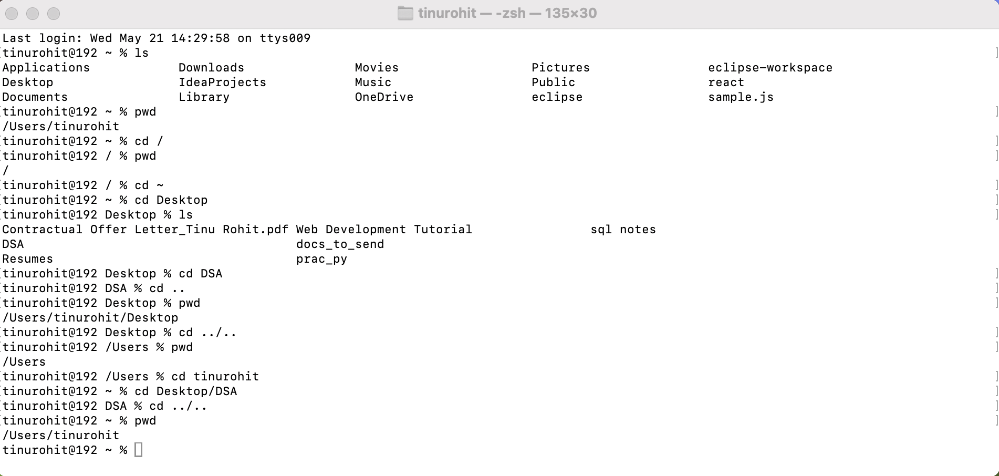 tinurohit — -zsh — 135×30
Last login: Wed May 21 14:29:58 on ttys009
[tinurohit@192 ~ % ls ]
Applications Downloads Movies Pictures eclipse-workspace
Desktop IdeaProjects Music Public react
Documents Library OneDrive eclipse sample.js
[tinurohit@192 ~ % pwd ]
/Users/tinurohit
[tinurohit@192 ~ % cd / ]
[tinurohit@192 / % pwd ]
/
[tinurohit@192 / % cd ~ ]
[tinurohit@192 ~ % cd Desktop ]
[tinurohit@192 Desktop % ls ]
Contractual Offer Letter_Tinu Rohit.pdf Web Development Tutorial sql notes
DSA docs_to_send
Resumes prac_py
[tinurohit@192 Desktop % cd DSA ]
[tinurohit@192 DSA % cd .. ]
[tinurohit@192 Desktop % pwd ]
/Users/tinurohit/Desktop
[tinurohit@192 Desktop % cd ../.. ]
[tinurohit@192 /Users % pwd ]
/Users
[tinurohit@192 /Users % cd tinurohit ]
[tinurohit@192 ~ % cd Desktop/DSA ]
[tinurohit@192 DSA % cd ../.. ]
[tinurohit@192 ~ % pwd ]
/Users/tinurohit
tinurohit@192 ~ %